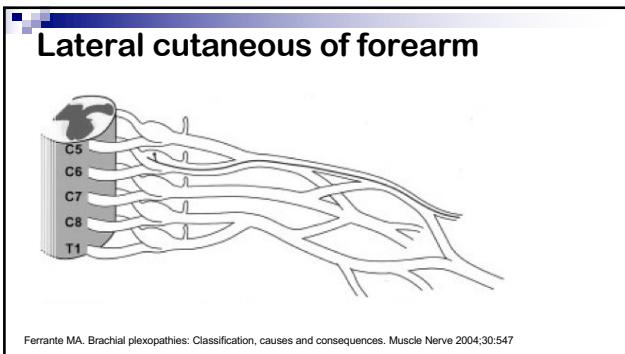 Lateral cutaneous of forearm
C5
C6
C7
C8
T1
Ferrante MA. Brachial plexopathies: Classification, causes and consequences. Muscle Nerve 2004;30:547